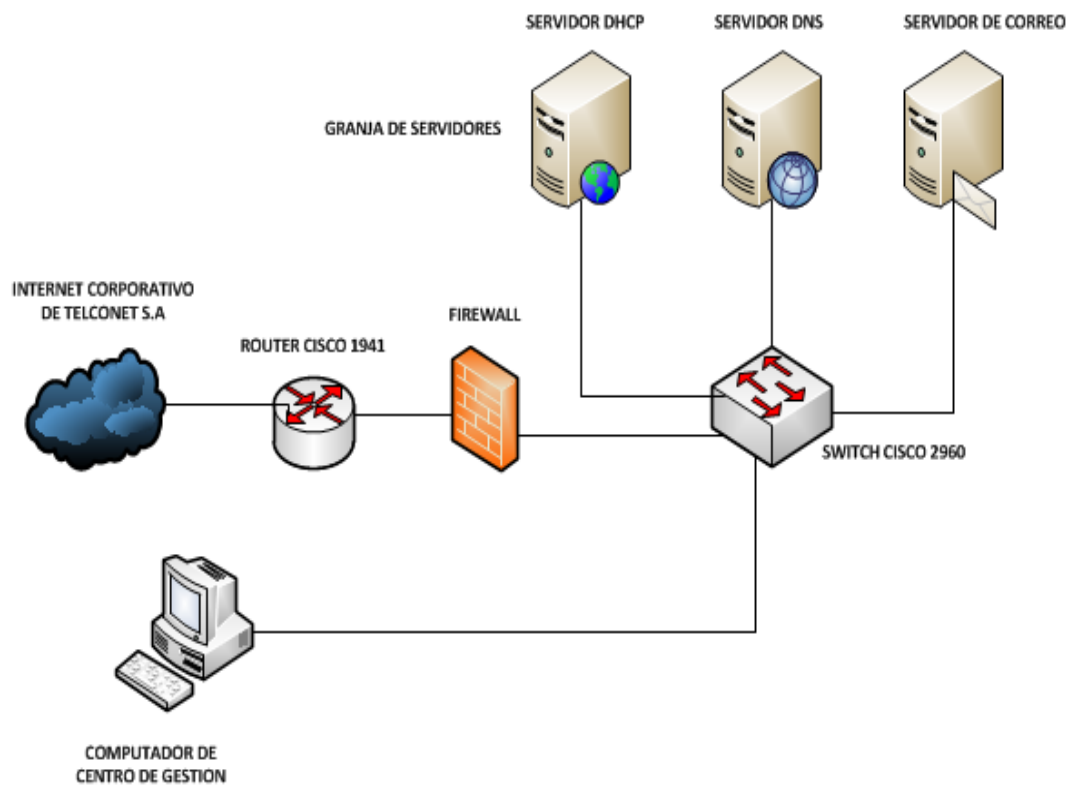 SERVIDOR DHCP
SERVIDOR DNS
SERVIDOR DE CORREO
GRANJA DE SERVIDORES
INTERNET CORPORATIVO
DE TELCONET S.A
ROUTER CISCO 1941
FIREWALL
SWITCH CISCO 2960
COMPUTADOR DE
CENTRO DE GESTION